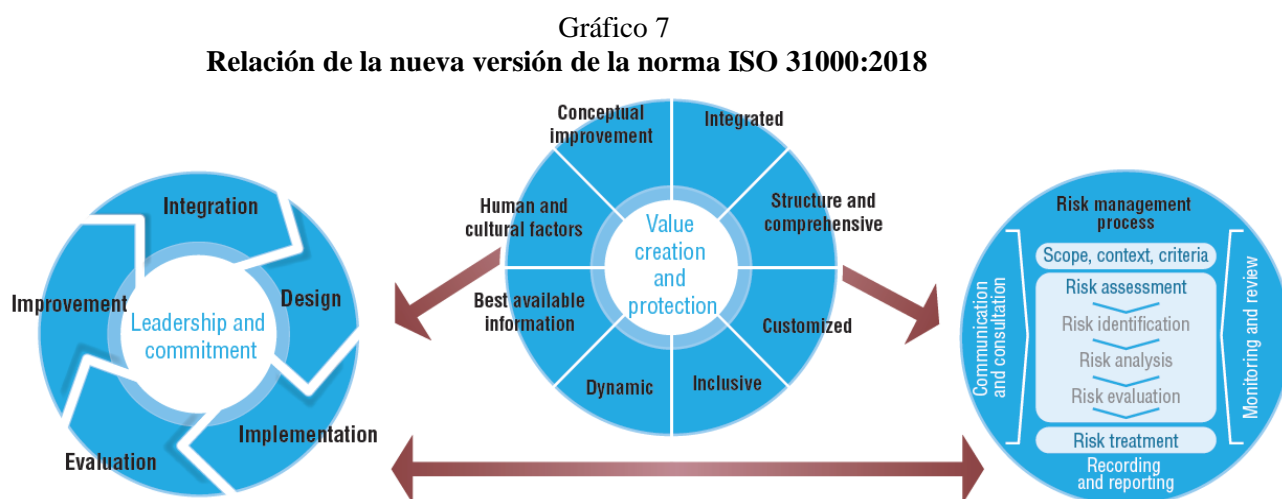 Gráfico 7
Relación de la nueva versión de la norma ISO 31000:2018
Integration
Design
Implementation
Evaluation
Improvement
Leadership and
commitment
Conceptual
improvement
Integrated
Structure and
comprehensive
Customized
Inclusive
Dynamic
Best available
information
Human and
cultural factors
Value
creation
and
protection
Risk management
process
Scope, context, criteria
Risk assessment
Risk identification
Risk analysis
Risk evaluation
Risk treatment
Recording
and reporting
Communication
and consultation
Monitoring and review